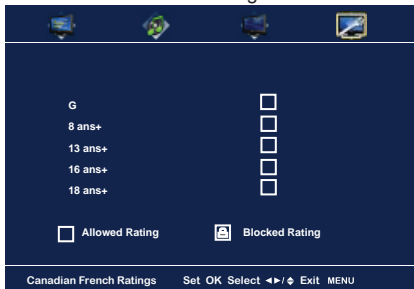 G
8 ans+
13 ans+
16 ans+
18 ans+
Allowed Rating Blocked Rating
Canadian French Ratings Set OK Select ◄►/◆ Exit MENU